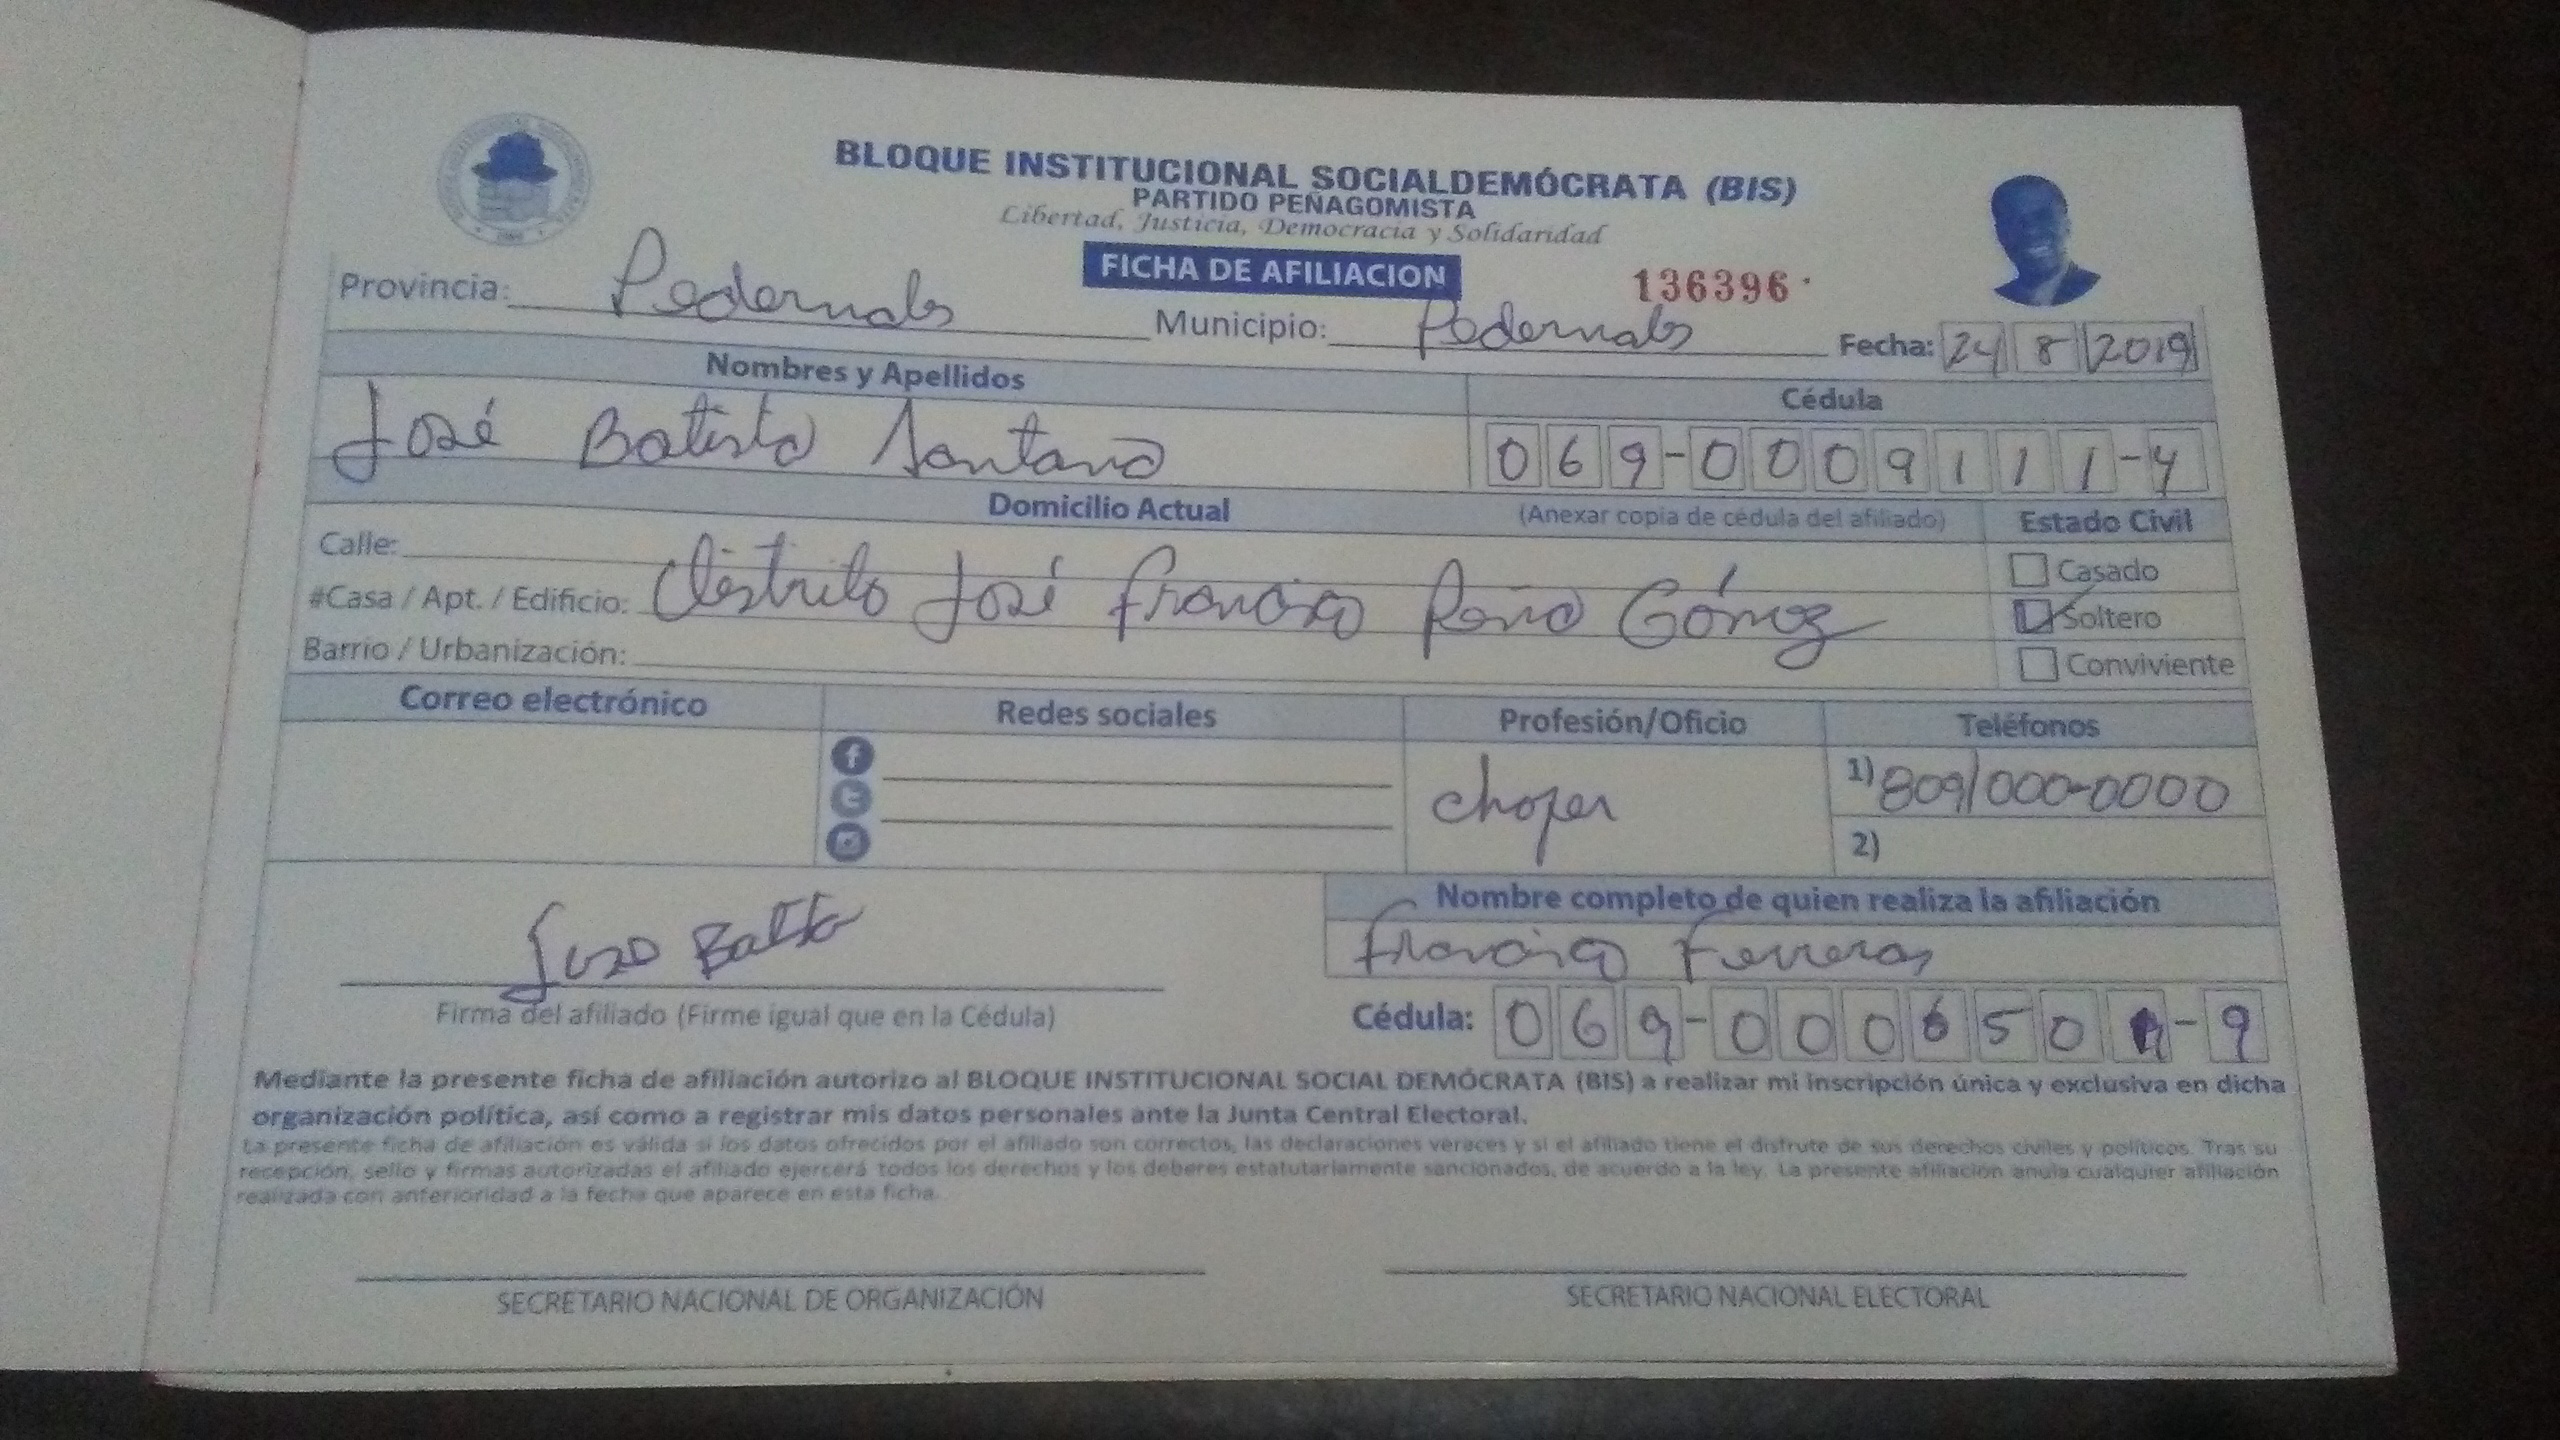 BLOQUE INSTITUCIONAL SOCIALDEMÓCRATA (BIS)
PARTIDO PEÑAGOMISTA
Libertad, Justicia, Democracia y Solidaridad
FICHA DE AFILIACION
136396
Provincia: Pedernales Municipio: Pedernales Fecha: 24 8 2019
Nombres y Apellidos Cédula
José Batista Santana 069-0009111-4
Domicilio Actual (Anexar copia de cédula del afiliado) Estado Civil
Calle: Casado
#Casa / Apt. / Edificio: distrito José Francisco Peña Gómez Soltero
Barrio / Urbanización: Conviviente
Correo electrónico Redes sociales Profesión/Oficio Teléfonos
chofer 1) 809/000-0000
2)
Nombre completo de quien realiza la afiliación
Francisco Ferreras
Batista
Firma del afiliado (Firme igual que en la Cédula) Cédula: 069-000650 -9
Mediante la presente ficha de afiliación autorizo al BLOQUE INSTITUCIONAL SOCIAL DEMÓCRATA (BIS) a realizar mi inscripción única y exclusiva en dicha
organización política, así como a registrar mis datos personales ante la Junta Central Electoral.
La presente ficha de afiliación es válida si los datos ofrecidos por el afiliado son correctos, las declaraciones veraces y si el afiliado tiene el disfrute de sus derechos civiles y políticos. Tras su
recepción, sello y firmas autorizadas el afiliado ejercerá todos los derechos y los deberes estatutariamente sancionados, de acuerdo a la ley. La presente afiliación anula cualquier afiliación
realizada con anterioridad a la fecha que aparece en esta ficha.
SECRETARIO NACIONAL DE ORGANIZACIÓN SECRETARIO NACIONAL ELECTORAL